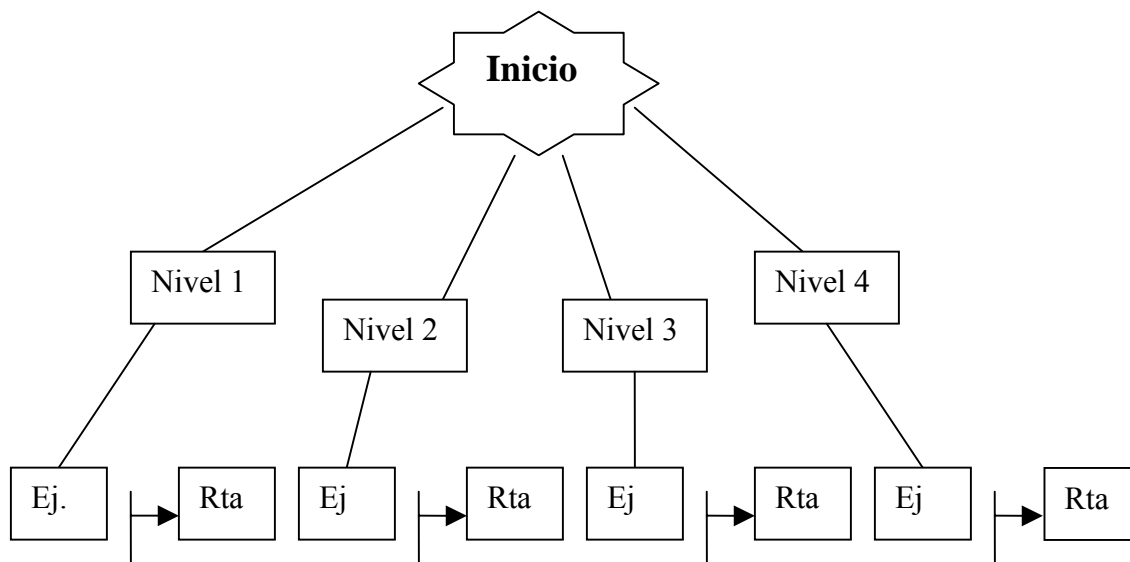 Inicio
Nivel 1
Nivel 4
Nivel 2
Nivel 3
Ej.
Rta
Ej
Rta
Ej
Rta
Ej
Rta